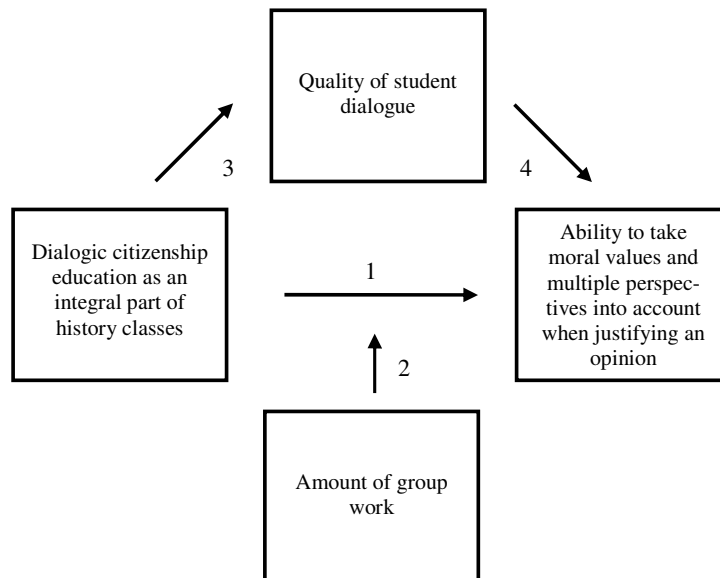 Quality of student
dialogue
3
4
Dialogic citizenship
education as an
integral part of
history classes
1
Ability to take
moral values and
multiple perspec-
tives into account
when justifying an
opinion
2
Amount of group
work